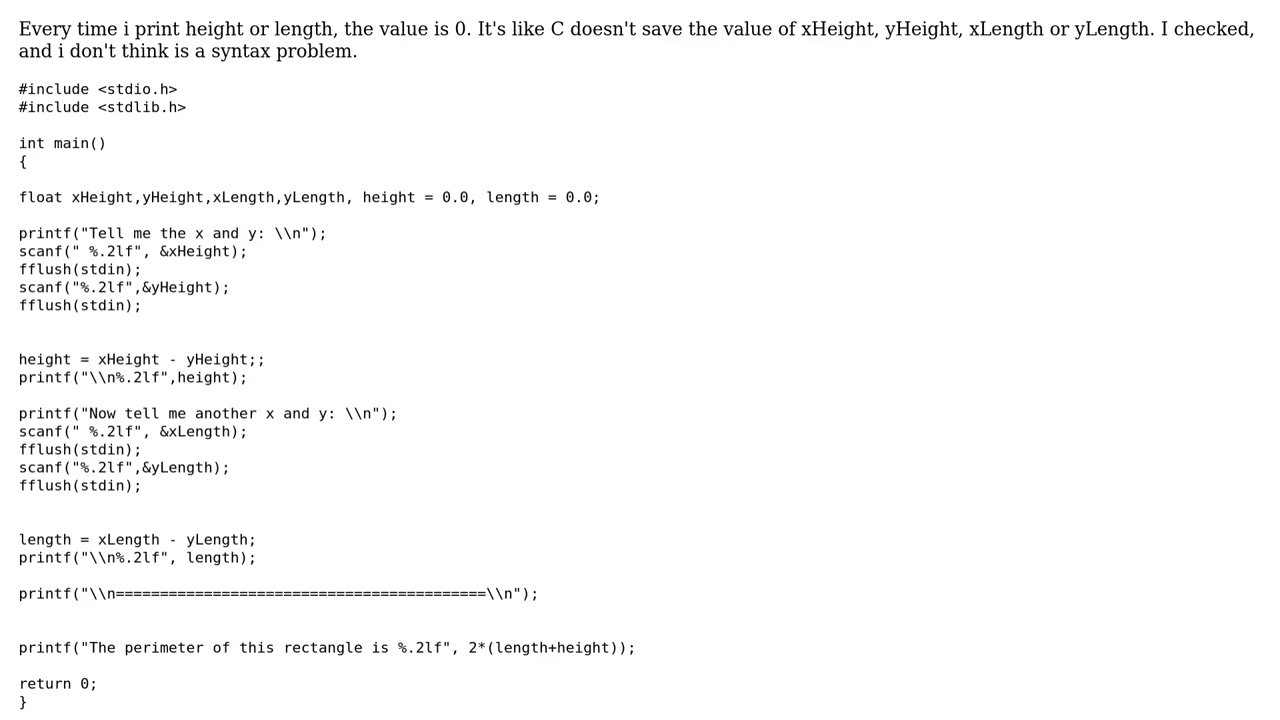 Every time i print height or length, the value is 0. It's like C doesn't save the value of xHeight, yHeight, xLength or yLength. I checked,
and i don't think is a syntax problem.
#include <stdio.h>
#include <stdlib.h>
int main()
{
float xHeight,yHeight,xLength,yLength, height = 0.0, length = 0.0;
printf("Tell me the x and y: \\n");
scanf(" %.2lf", &xHeight);
fflush(stdin);
scanf("%.2lf",&yHeight);
fflush(stdin);
height = xHeight - yHeight;;
printf("\\n%.2lf",height);
printf("Now tell me another x and y: \\n");
scanf(" %.2lf", &xLength);
fflush(stdin);
scanf("%.2lf",&yLength);
fflush(stdin);
length = xLength - yLength;
printf("\\n%.2lf", length);
printf("\\n==========================================\\n");
printf("The perimeter of this rectangle is %.2lf", 2*(length+height));
return 0;
}